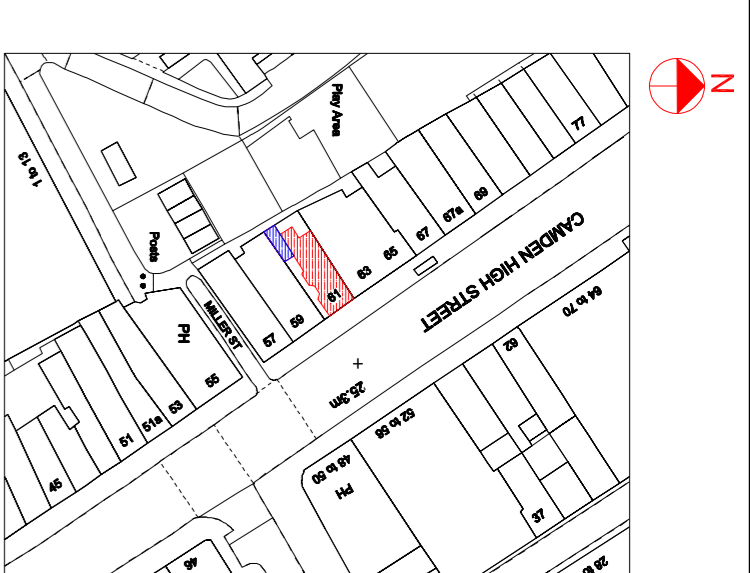 N
Play Area
77
1 to 13
69
67a
67
65
63
61
59
57
CAMDEN HIGH STREET
64 to 70
Posts
MILLER ST
PH
55
53
51a
51
45
25.3m
62
52 to 56
48 to 50
PH
37
46